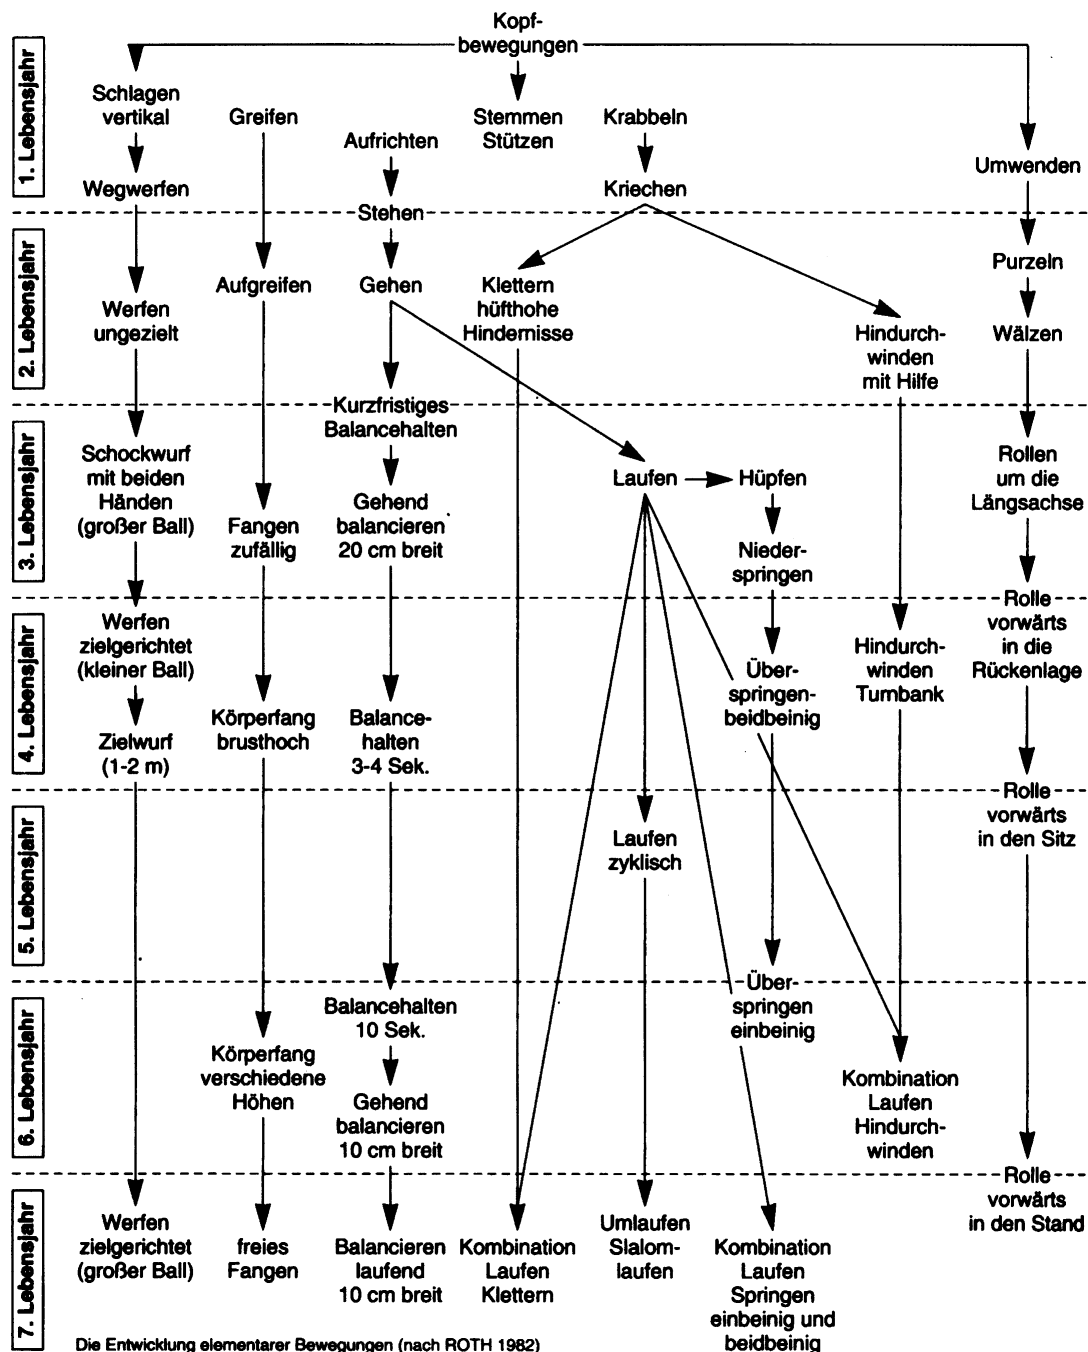 Kopf-
bewegungen
1. Lebensjahr
Schlagen
vertikal
Greifen
Aufrichten
Stemmen
Stützen
Krabbeln
Umwenden
Wegwerfen
Stehen
Kriechen
2. Lebensjahr
Werfen
ungezielt
Aufgreifen
Gehen
Klettern
hüfthohe
Hindernisse
Hindurch-
winden
mit Hilfe
Purzeln
Wälzen
3. Lebensjahr
Kurzfristiges
Balancehalten
Schockwurf
mit beiden
Händen
(großer Ball)
Fangen
zufällig
Gehend
balancieren
20 cm breit
Laufen
Hüpfen
Nieder-
springen
Rollen
um die
Längsachse
4. Lebensjahr
Werfen
zielgerichtet
(kleiner Ball)
Zielwurf
(1-2 m)
Körperfang
brusthoch
Balance-
halten
3-4 Sek.
Über-
springen-
beidbeinig
Hindurch-
winden
Turnbank
Rolle
vorwärts
in die
Rückenlage
5. Lebensjahr
Laufen
zyklisch
Rolle
vorwärts
in den Sitz
6. Lebensjahr
Balancehalten
10 Sek.
Körperfang
verschiedene
Höhen
Gehend
balancieren
10 cm breit
Über-
springen
einbeinig
Kombination
Laufen
Hindurch-
winden
7. Lebensjahr
Werfen
zielgerichtet
(großer Ball)
freies
Fangen
Balancieren
laufend
10 cm breit
Kombination
Laufen
Klettern
Umlaufen
Slalom-
laufen
Kombination
Laufen
Springen
einbeinig und
beidbeinig
Rolle
vorwärts
in den Stand
Die Entwicklung elementarer Bewegungen (nach ROTH 1982)